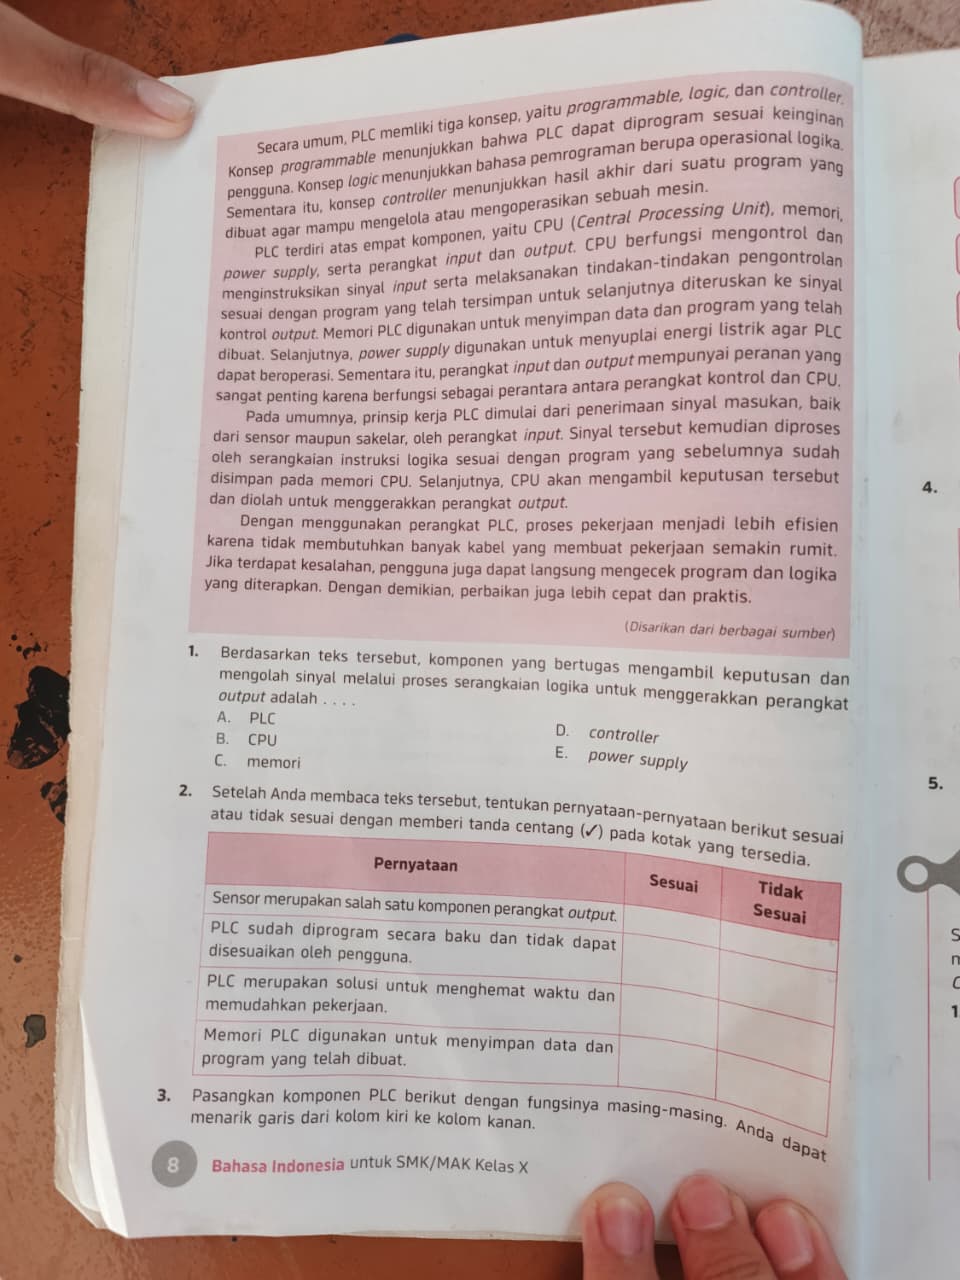 Secara umum, PLC memliki tiga konsep, yaitu programmable, logic, dan controller.
Konsep programmable menunjukkan bahwa PLC dapat diprogram sesuai keinginan
pengguna. Konsep logic menunjukkan bahasa pemrograman berupa operasional logika.
Sementara itu, konsep controller menunjukkan hasil akhir dari suatu program yang
dibuat agar mampu mengelola atau mengoperasikan sebuah mesin.
PLC terdiri atas empat komponen, yaitu CPU (Central Processing Unit), memori,
power supply, serta perangkat input dan output. CPU berfungsi mengontrol dan
menginstruksikan sinyal input serta melaksanakan tindakan-tindakan pengontrolan
sesuai dengan program yang telah tersimpan untuk selanjutnya diteruskan ke sinyal
kontrol output. Memori PLC digunakan untuk menyimpan data dan program yang telah
dibuat. Selanjutnya, power supply digunakan untuk menyuplai energi listrik agar PLC
dapat beroperasi. Sementara itu, perangkat input dan output mempunyai peranan yang
sangat penting karena berfungsi sebagai perantara antara perangkat kontrol dan CPU.
Pada umumnya, prinsip kerja PLC dimulai dari penerimaan sinyal masukan, baik
dari sensor maupun sakelar, oleh perangkat input. Sinyal tersebut kemudian diproses
oleh serangkaian instruksi logika sesuai dengan program yang sebelumnya sudah
disimpan pada memori CPU. Selanjutnya, CPU akan mengambil keputusan tersebut
dan diolah untuk menggerakkan perangkat output.
Dengan menggunakan perangkat PLC, proses pekerjaan menjadi lebih efisien
karena tidak membutuhkan banyak kabel yang membuat pekerjaan semakin rumit.
Jika terdapat kesalahan, pengguna juga dapat langsung mengecek program dan logika
yang diterapkan. Dengan demikian, perbaikan juga lebih cepat dan praktis.
(Disarikan dari berbagai sumber)
1. Berdasarkan teks tersebut, komponen yang bertugas mengambil keputusan dan
mengolah sinyal melalui proses serangkaian logika untuk menggerakkan perangkat
output adalah . . . .
A. PLC
B. CPU
C. memori
D. controller
E. power supply
2. Setelah Anda membaca teks tersebut, tentukan pernyataan-pernyataan berikut sesuai
atau tidak sesuai dengan memberi tanda centang (✓) pada kotak yang tersedia.
Pernyataan Sesuai Tidak
Sesuai
Sensor merupakan salah satu komponen perangkat output.
PLC sudah diprogram secara baku dan tidak dapat
disesuaikan oleh pengguna.
PLC merupakan solusi untuk menghemat waktu dan
memudahkan pekerjaan.
Memori PLC digunakan untuk menyimpan data dan
program yang telah dibuat.
3. Pasangkan komponen PLC berikut dengan fungsinya masing-masing. Anda dapat
menarik garis dari kolom kiri ke kolom kanan.
8 Bahasa Indonesia untuk SMK/MAK Kelas X
4.
5.
1